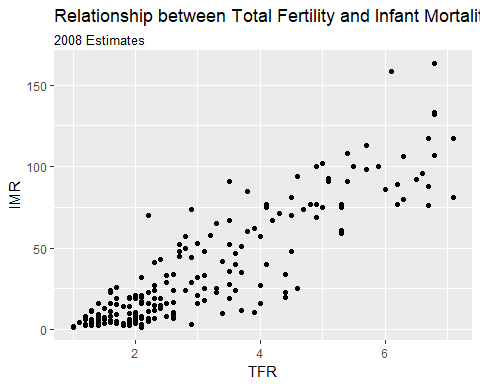 Relationship between Total Fertility and Infant Mortalit
2008 Estimates
150
100
50
0
IMR
2
4
6
TFR